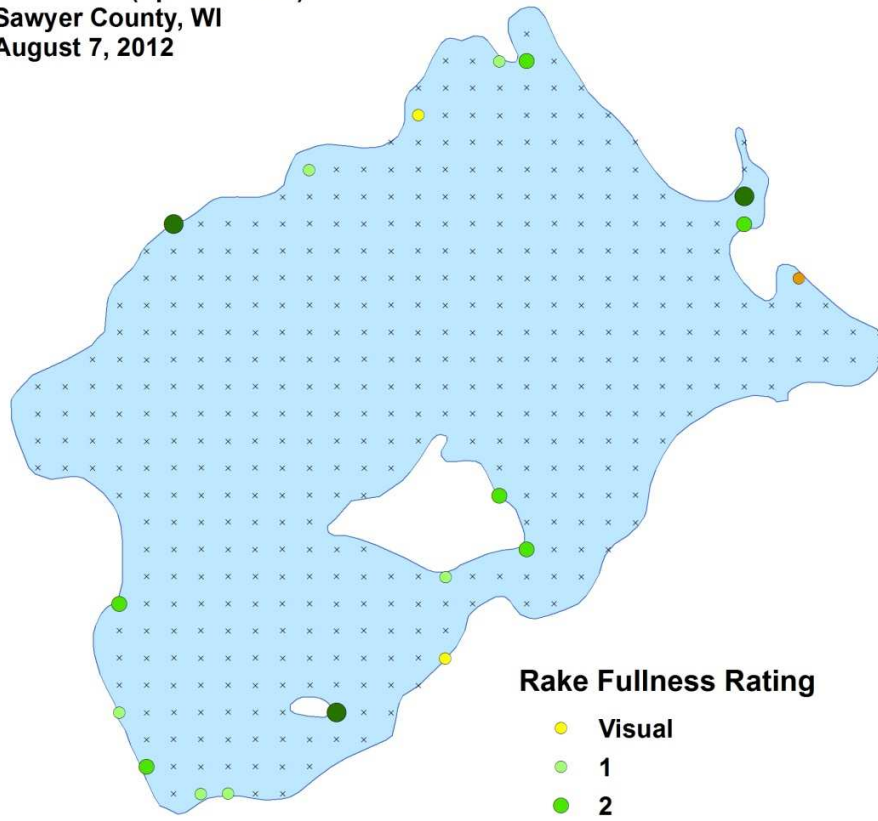 Sawyer County, WI
August 7, 2012
Rake Fullness Rating
Visual
1
2